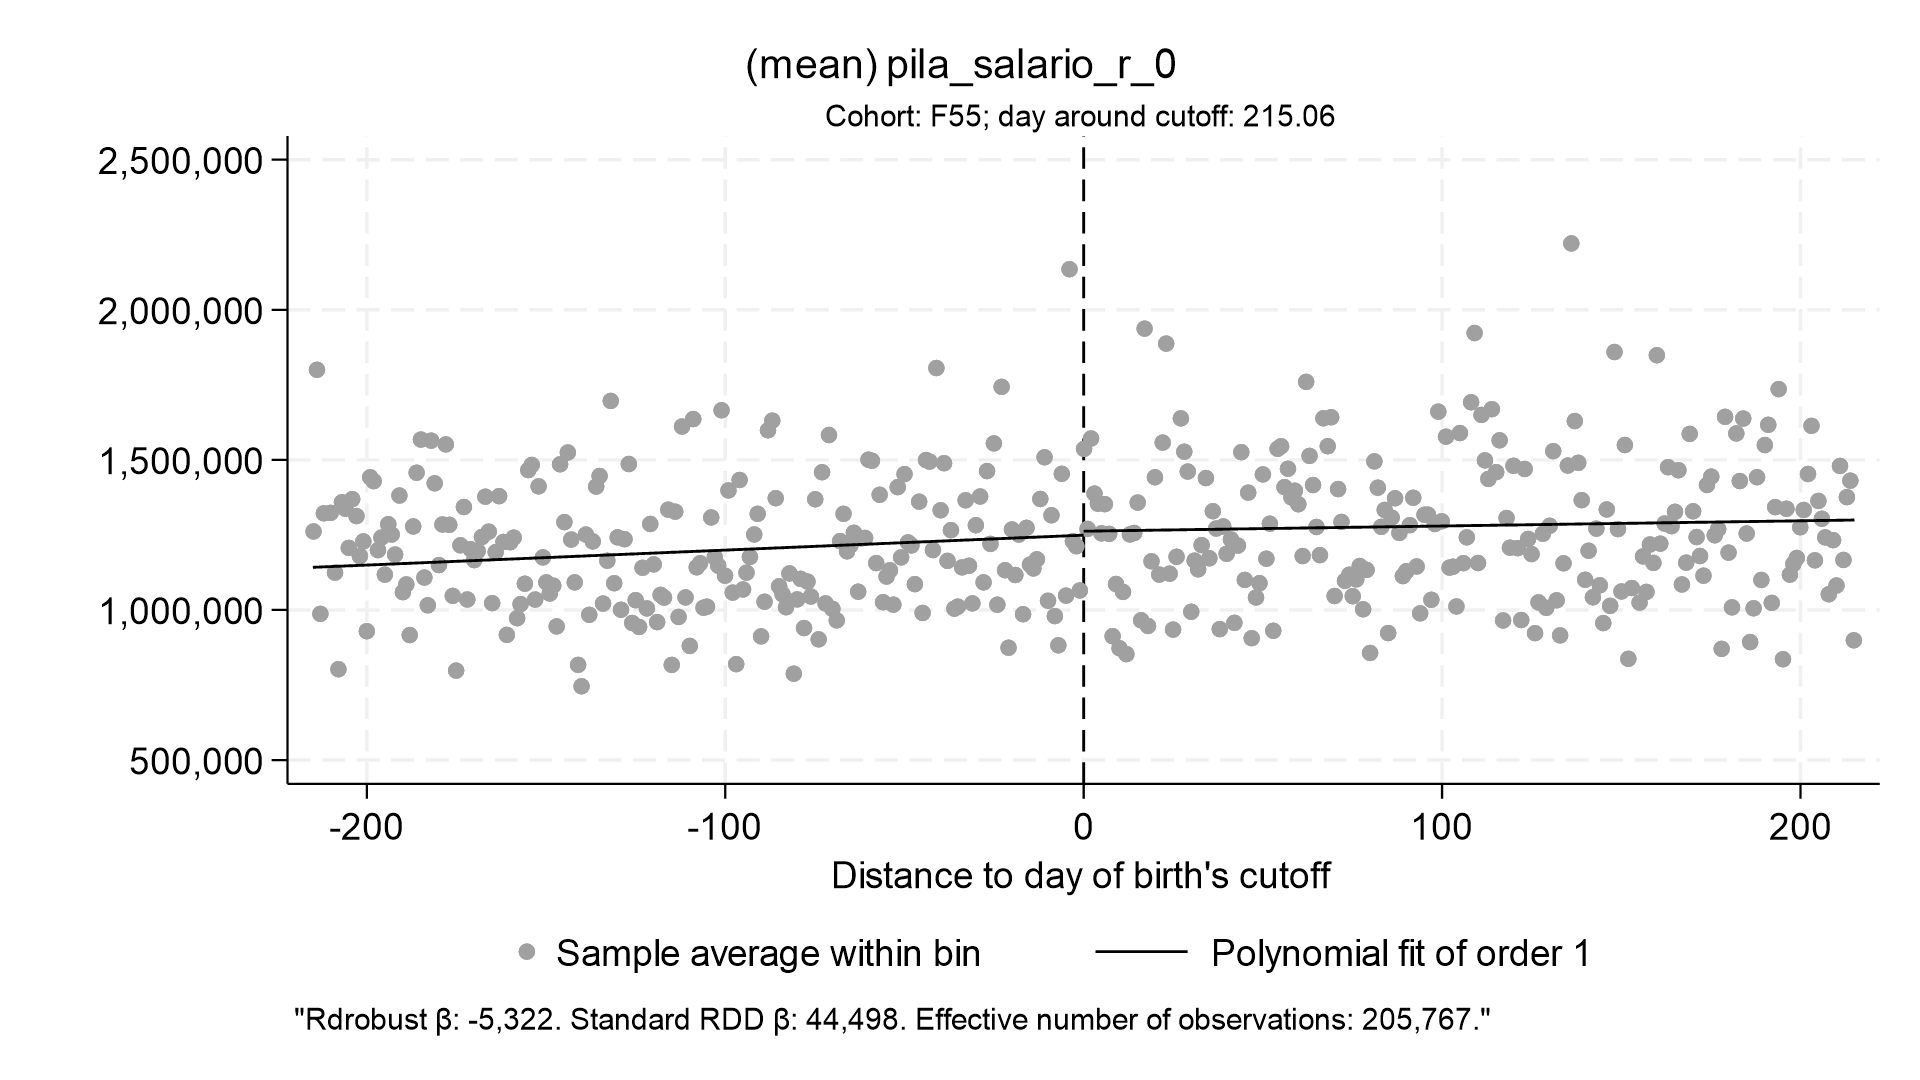 (mean) pila_salario_r_0
Cohort: F55; day around cutoff: 215.06
2,500,000
2,000,000
1,500,000
1,000,000
500,000
-200 -100 0 100 200
Distance to day of birth's cutoff
Sample average within bin Polynomial fit of order 1
"Rdrobust β: -5,322. Standard RDD β: 44,498. Effective number of observations: 205,767."